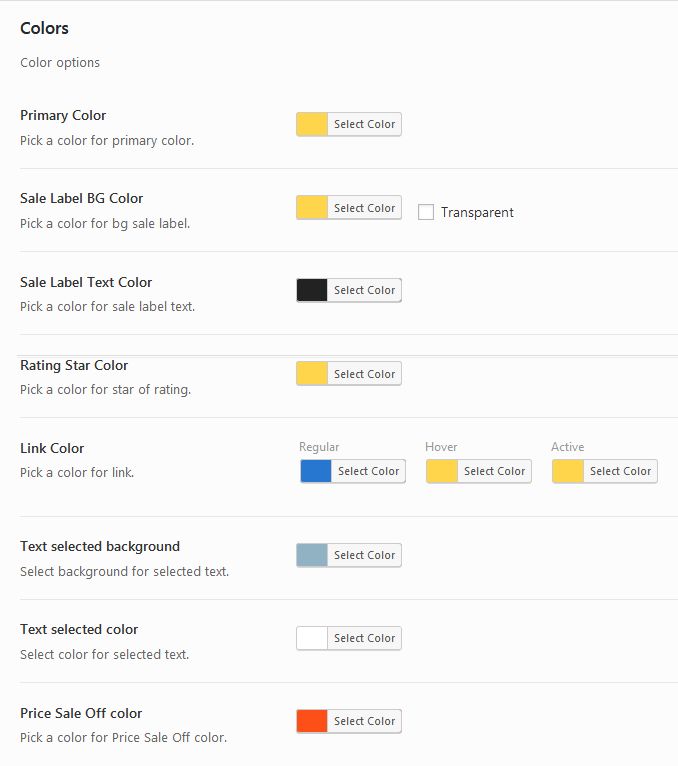 Colors
Color options
Primary Color
Select Color
Pick a color for primary color.
Sale Label BG Color
Select Color
Transparent
Pick a color for bg sale label.
Sale Label Text Color
Select Color
Pick a color for sale label text.
Rating Star Color
Select Color
Pick a color for star of rating.
Link Color
Regular Hover Active
Pick a color for link.
Select Color Select Color Select Color
Text selected background
Select Color
Select background for selected text.
Text selected color
Select Color
Select color for selected text.
Price Sale Off color
Select Color
Pick a color for Price Sale Off color.